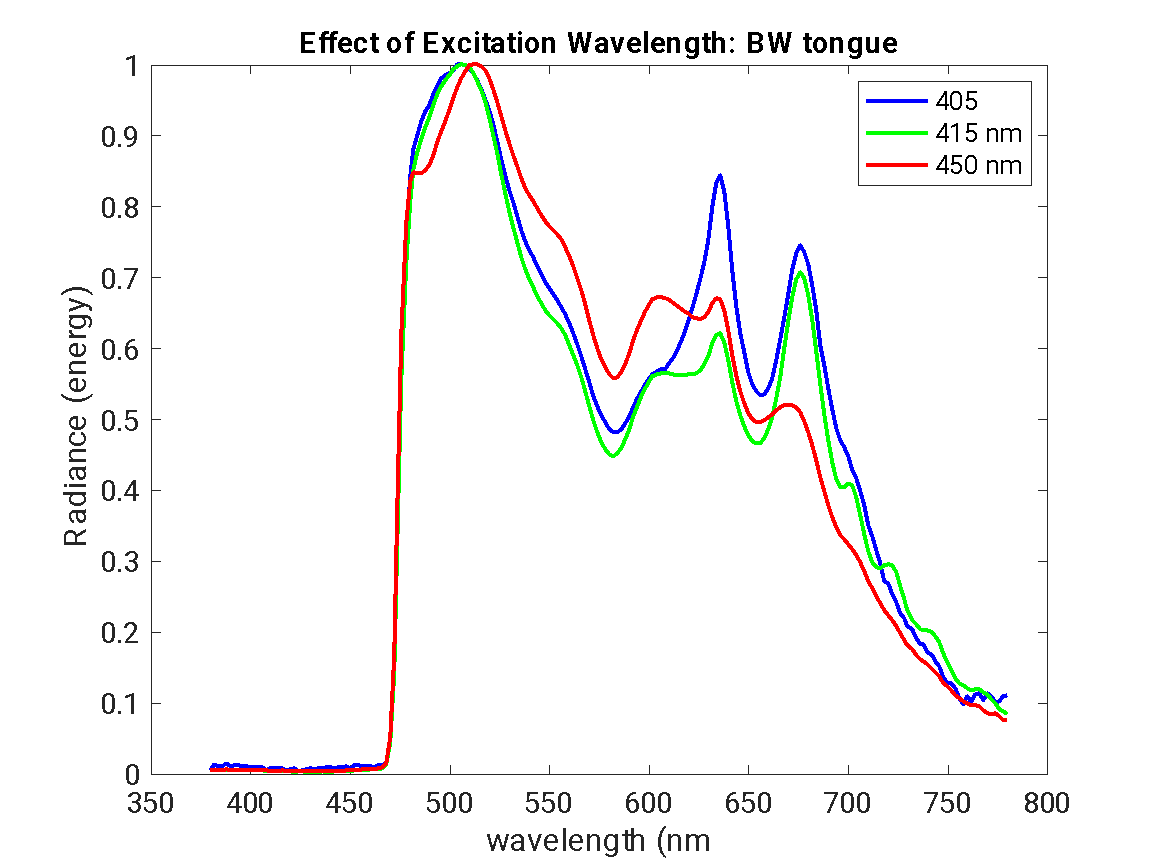 Effect of Excitation Wavelength: BW tongue
405
415 nm
450 nm
Radiance (energy)
1
0.9
0.8
0.7
0.6
0.5
0.4
0.3
0.2
0.1
0
350 400 450 500 550 600 650 700 750 800
wavelength (nm